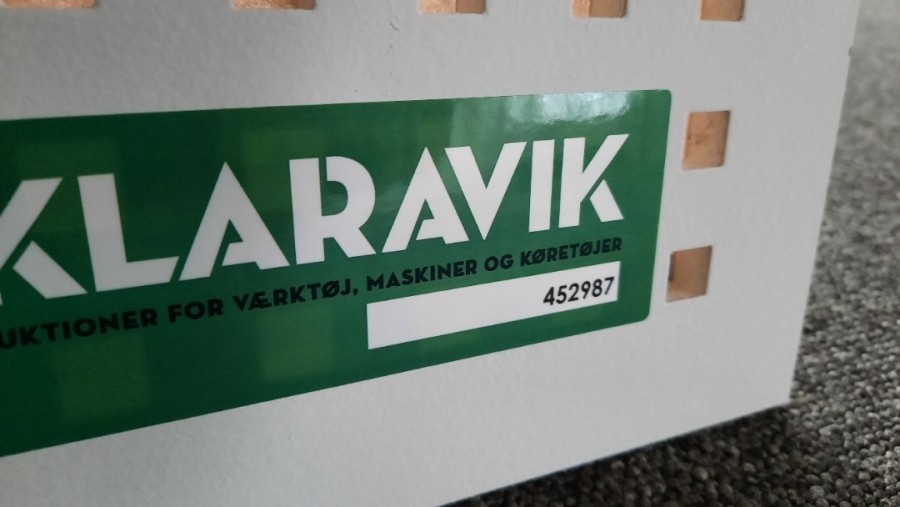 KLARAVIK
UKTIONER FOR VÆRKTØJ, MASKINER OG KØRETØJER
452987